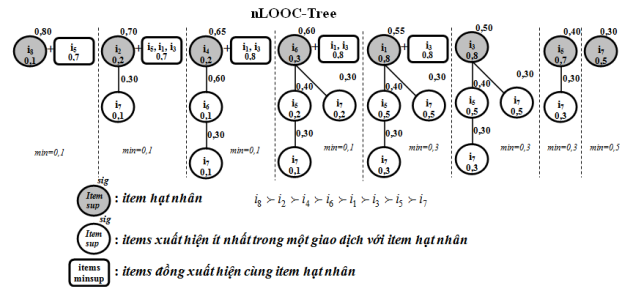 nLOOC-Tree
0,80
0,70
0,65
0,60
0,55
0,50
0,40
0,30
i8
0,1
+
i5
0.7
i2
0,2
+
i5, i1, i3
0.7
i4
0,2
+
i1, i3
0.8
i6
0,3
+
i1, i3
0.8
i1
0,8
+
i3
0.8
i3
0,8
i5
0,7
i7
0,5
0,30
0,60
0,40
0,30
0,40
0,30
0,40
0,30
0,30
i7
0,1
i6
0,1
i5
0,2
i7
0,2
i5
0,5
i7
0,5
i5
0,5
i7
0,5
i7
0,3
0,30
0,30
0,30
0,30
min=0,1
min=0,1
min=0,1
min=0,1
min=0,3
min=0,3
min=0,3
min=0,5
i7
0,1
i7
0,1
i7
0,3
i7
0,3
sig
Item
sup
: item hạt nhân
i8 ≻ i2 ≻ i4 ≻ i6 ≻ i1 ≻ i3 ≻ i5 ≻ i7
sig
Item
sup
: items xuất hiện ít nhất trong một giao dịch với item hạt nhân
items
minsup
: items đồng xuất hiện cùng item hạt nhân